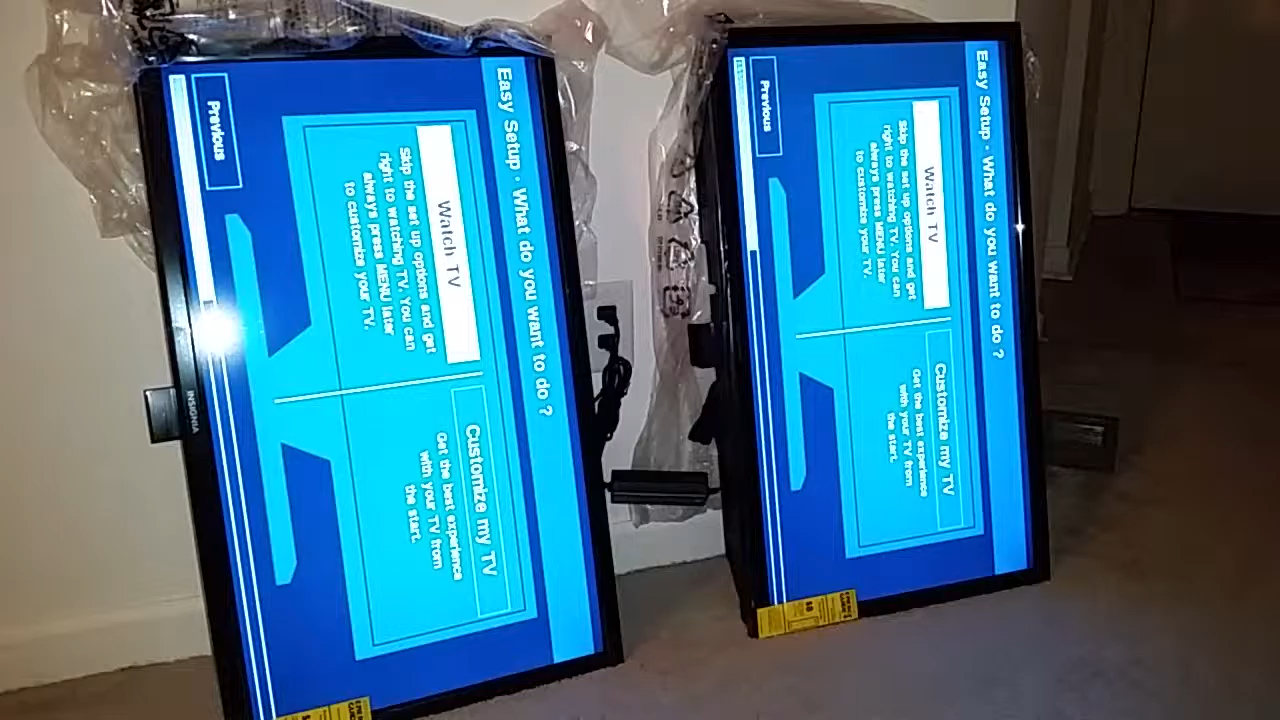 Easy Setup - What do you want to do ?
Watch TV
Skip the set up options and get
right to watching TV. You can
always press MENU later
to customize your TV.
Customize my TV
Get the best experience
with your TV from
the start.
Previous
INSIGNIA
Easy Setup - What do you want to do ?
Watch TV
Skip the set up options and get
right to watching TV. You can
always press MENU later
to customize your TV.
Customize my TV
Get the best experience
with your TV from
the start.
Previous
ENERGY
GUIDE
$8